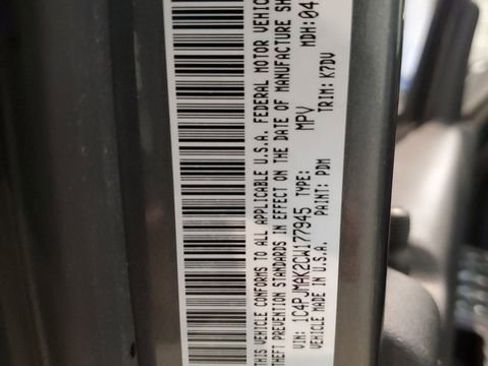 THIS VEHICLE CONFORMS TO ALL APPLICABLE U.S.A. FEDERAL MOTOR VEHIC
THEFT PREVENTION STANDARDS IN EFFECT ON THE DATE OF MANUFACTURE SH
MDH:04
VIN: 1C4PJMAK2CW177945 TYPE: MPV
VEHICLE MADE IN U.S.A. PAINT: PDM TRIM: K7DV